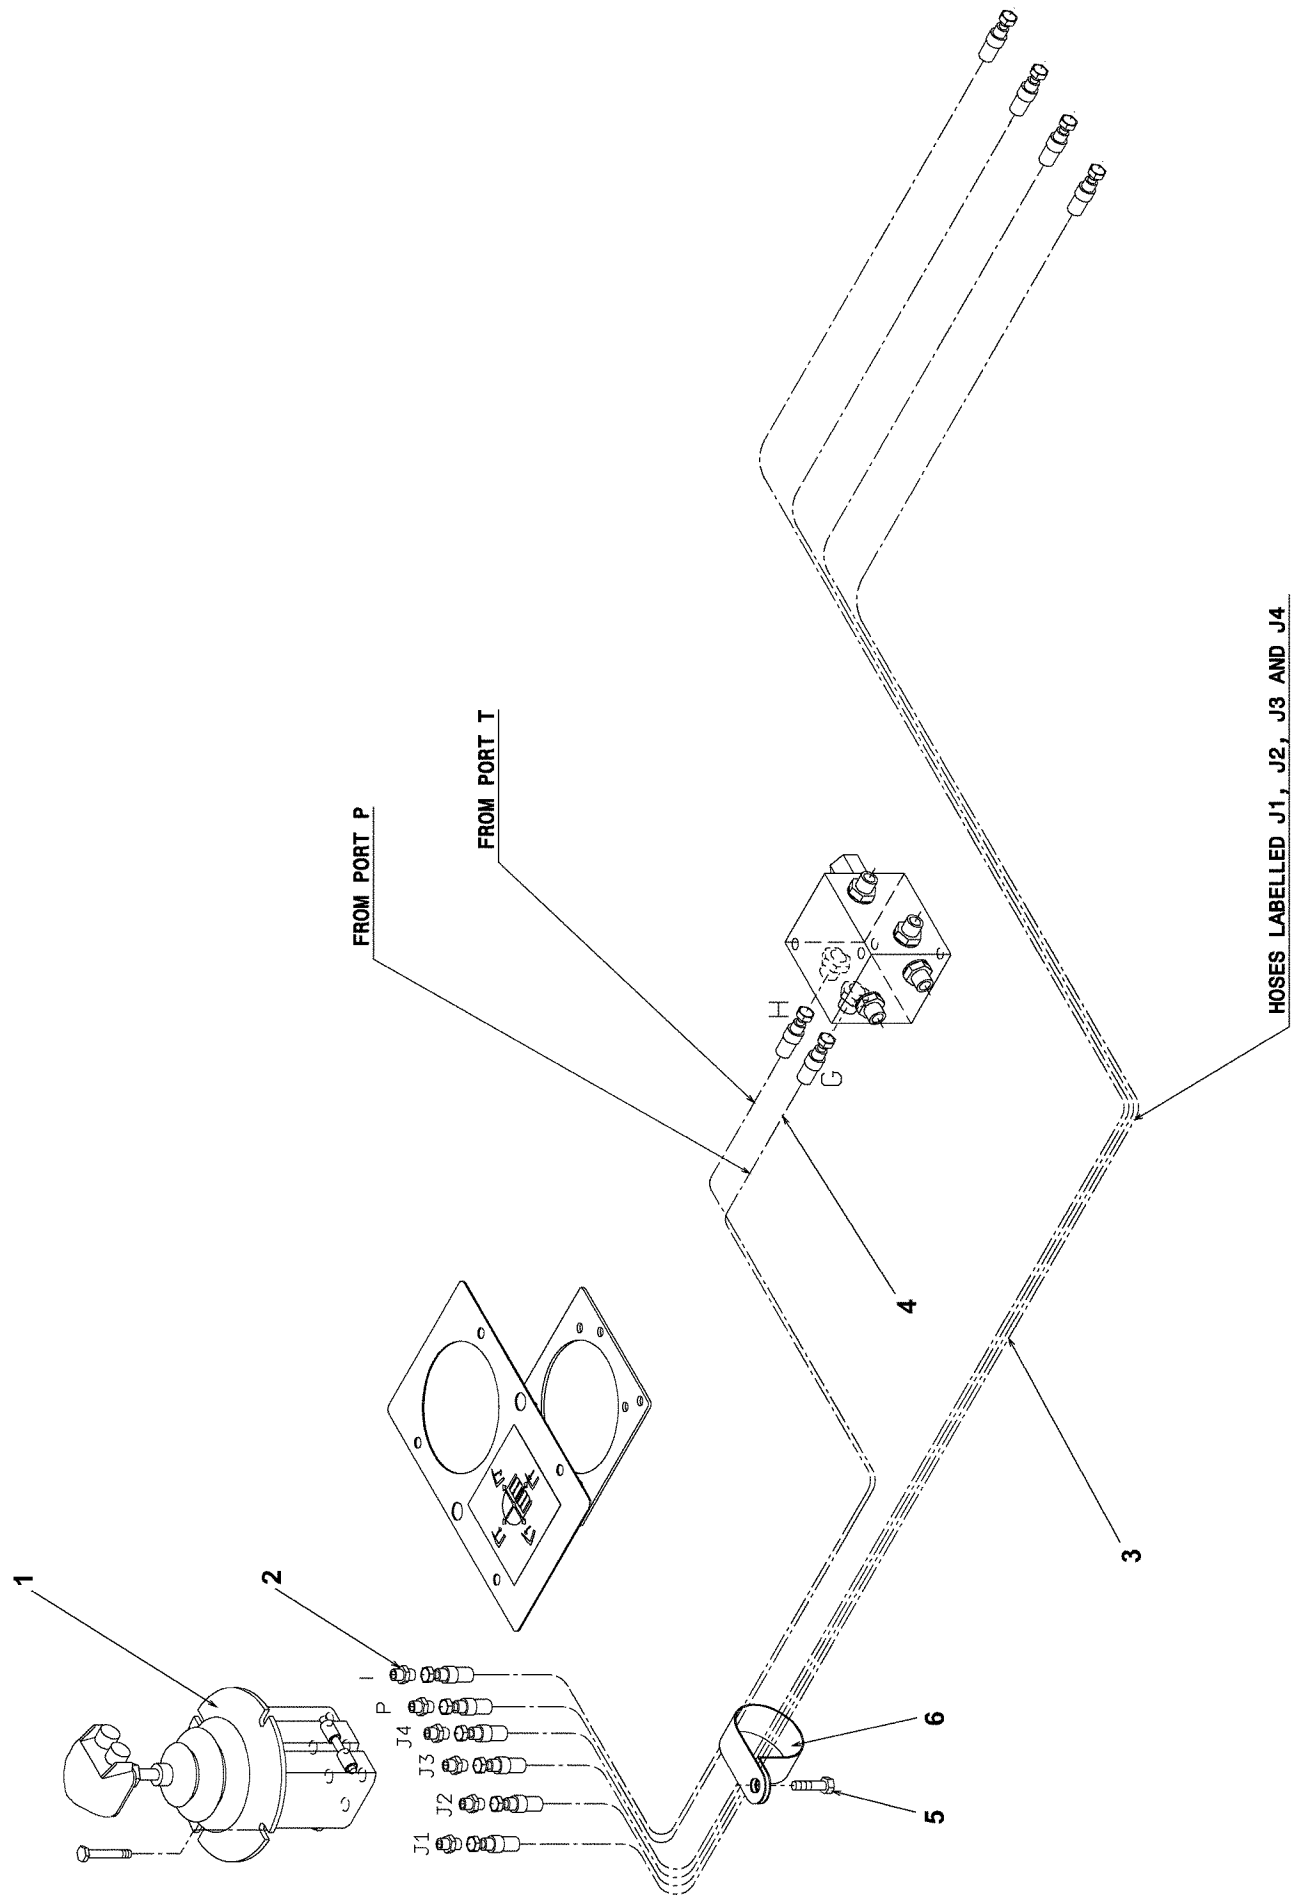 1
2
I
P
J4
J3
J2
J1
FROM PORT P
FROM PORT T
H
G
4
3
6
5
HOSES LABELLED J1, J2, J3 AND J4